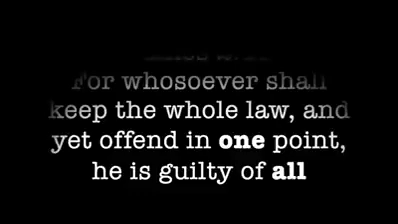 For whosoever shall
keep the whole law, and
yet offend in one point,
he is guilty of all